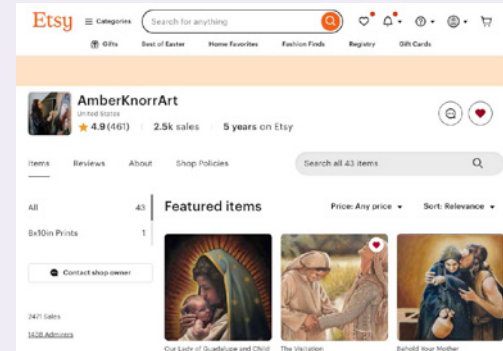 Etsy
Categories
Search for anything
Gifts
Best of Easter
Home Favorites
Fashion Finds
Registry
Gift Cards
AmberKnorrArt
United States
4.9 (461) 2.5k sales 5 years on Etsy
Items Reviews About Shop Policies
Search all 43 items
All 43
8x10in Prints 1
Contact shop owner
2471 Sales
1438 Admirers
Featured items
Price: Any price
Sort: Relevance
Our Lady of Guadalupe and Child
The Visitation
Behold Your Mother